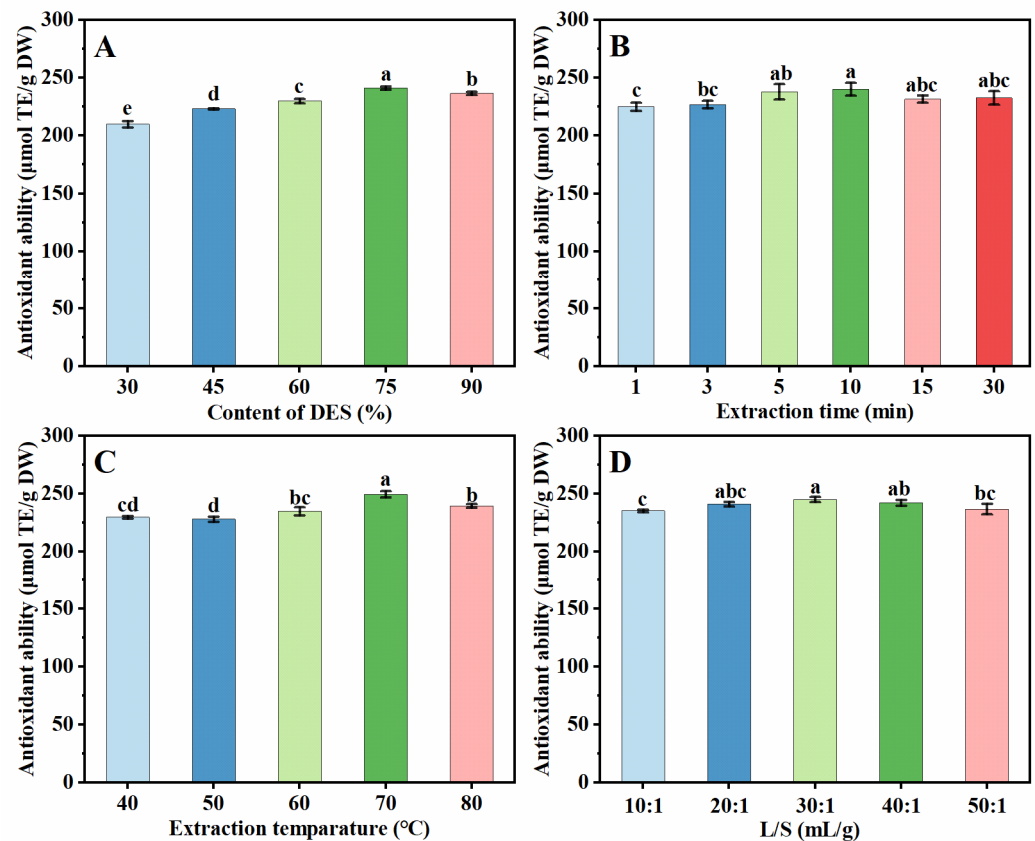 A
Antioxidant ability (μmol TE/g DW)
300
250
200
150
100
50
0
e
d
c
a
b
30 45 60 75 90
Content of DES (%)
B
Antioxidant ability (μmol TE/g DW)
300
250
200
150
100
50
0
c
bc
ab
a
abc
abc
1 3 5 10 15 30
Extraction time (min)
C
Antioxidant ability (μmol TE/g DW)
300
250
200
150
100
50
0
cd
d
bc
a
b
40 50 60 70 80
Extraction temparature (℃)
D
Antioxidant ability (μmol TE/g DW)
300
250
200
150
100
50
0
c
abc
a
ab
bc
10:1 20:1 30:1 40:1 50:1
L/S (mL/g)